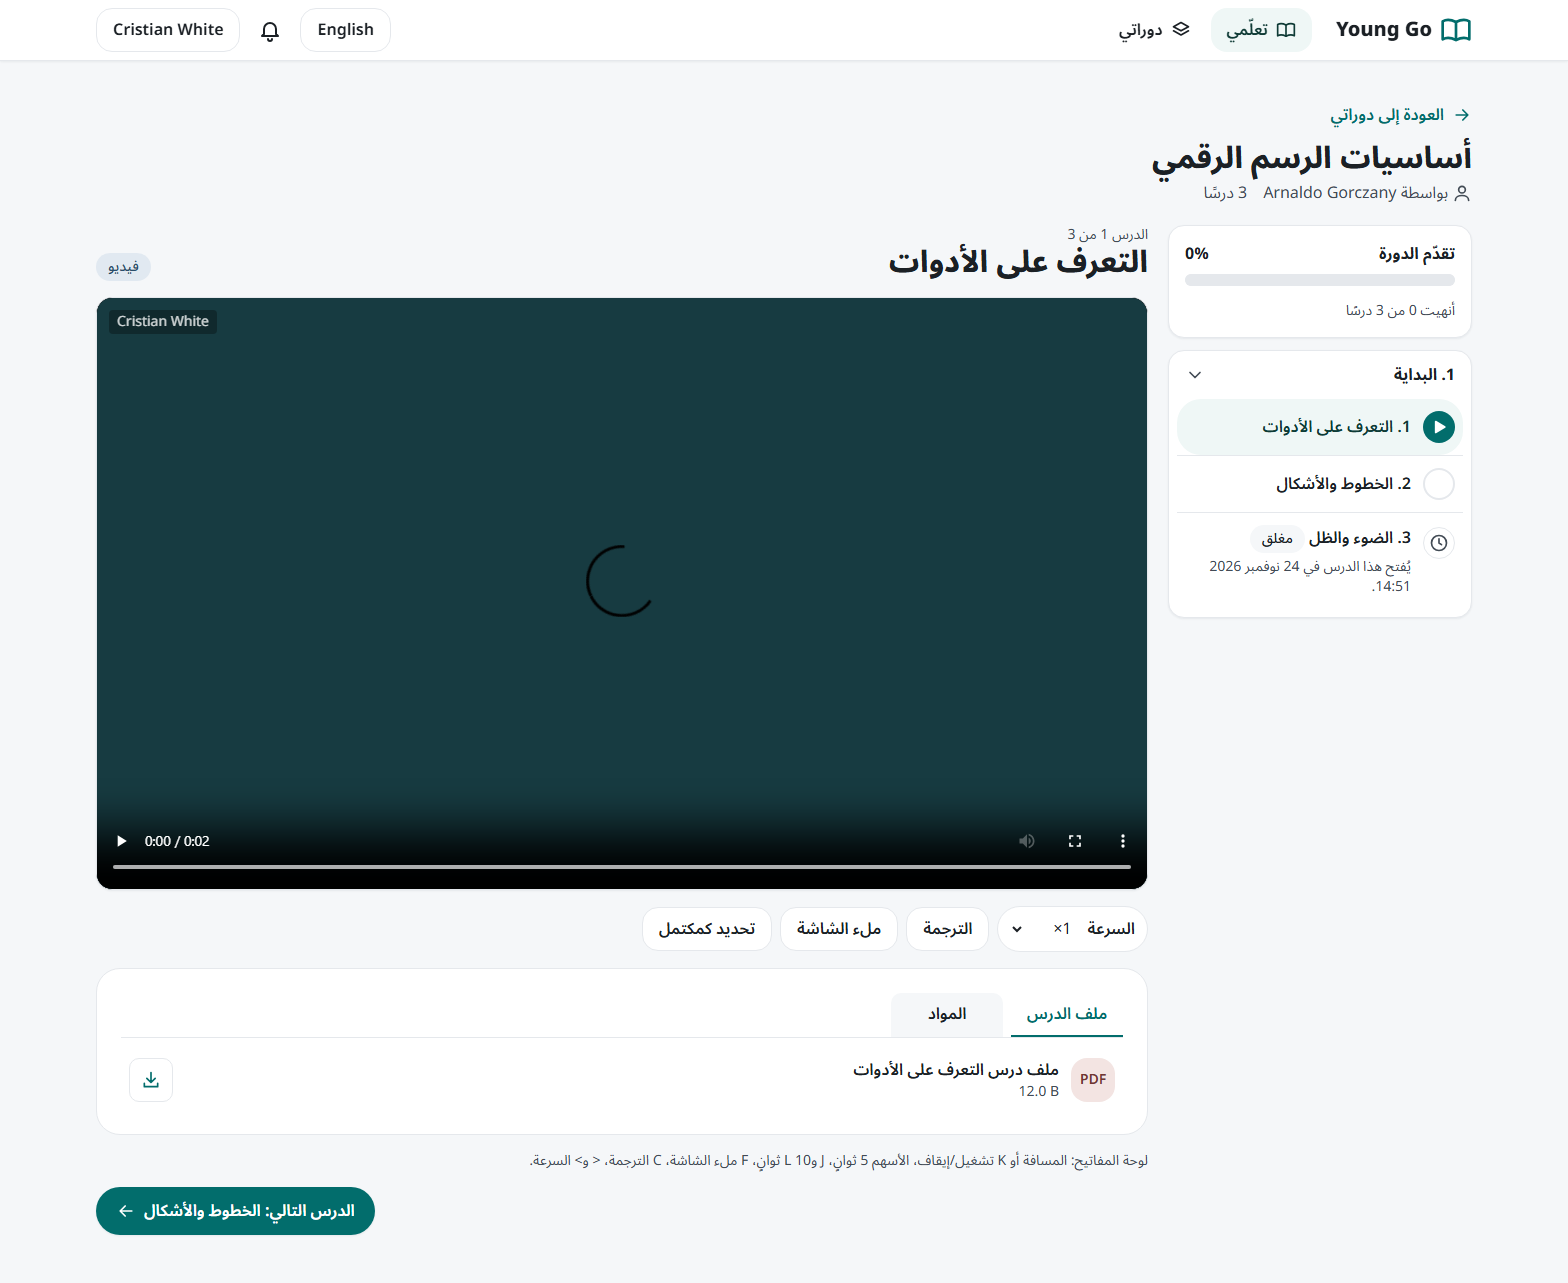 Young Go
تعلّمي
دوراتي
English
Cristian White
العودة إلى دوراتي
أساسيات الرسم الرقمي
بواسطة Arnaldo Gorczany
3 درسًا
تقدّم الدورة
0%
أنهيت 0 من 3 درسًا
1. البداية
1. التعرف على الأدوات
2. الخطوط والأشكال
3. الضوء والظل
مغلق
يُفتح هذا الدرس في 24 نوفمبر 2026
14:51.
الدرس 1 من 3
التعرف على الأدوات
فيديو
Cristian White
0:00 / 0:02
السرعة
1×
الترجمة
ملء الشاشة
تحديد كمكتمل
ملف الدرس
المواد
PDF
ملف درس التعرف على الأدوات
12.0 B
لوحة المفاتيح: المسافة أو K تشغيل/إيقاف، الأسهم 5 ثوانٍ، J وL 10 ثوانٍ، F ملء الشاشة، C الترجمة، < و> السرعة.
الدرس التالي: الخطوط والأشكال